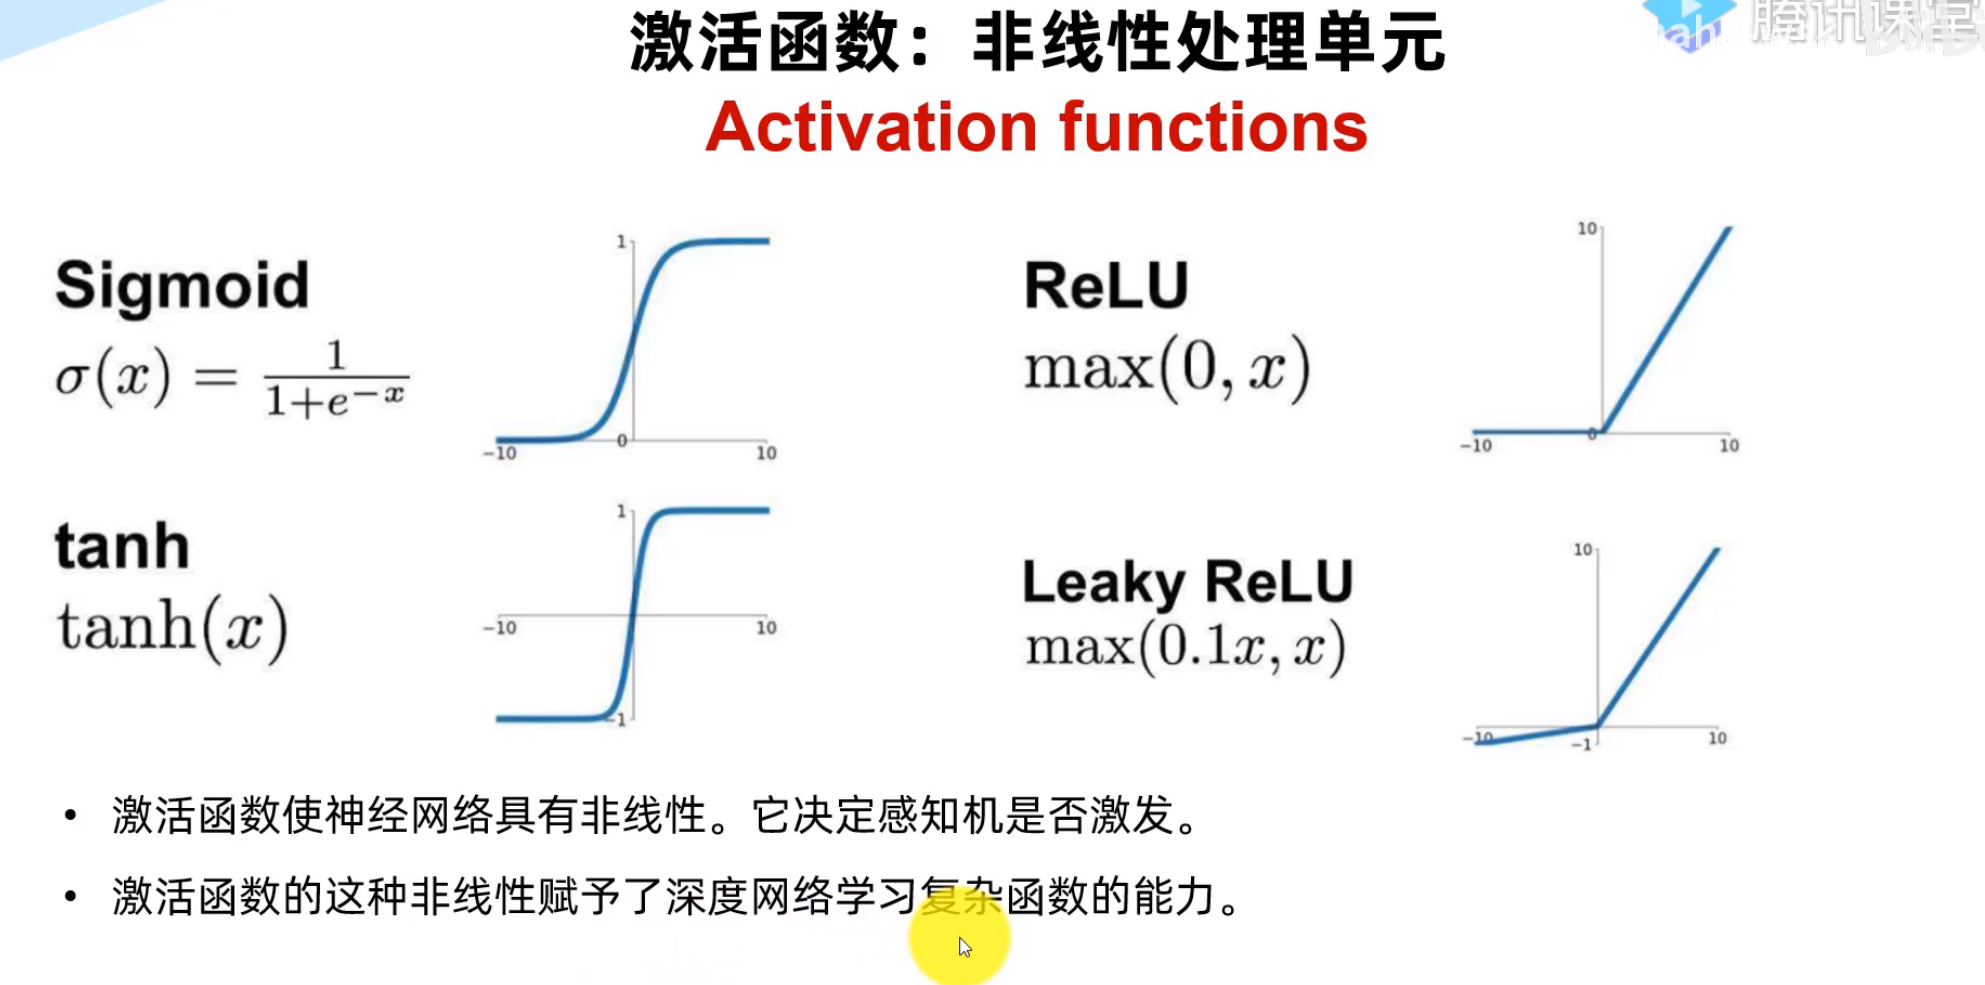 激活函数：非线性处理单元
腾讯课堂
Activation functions
Sigmoid
σ(x) = 1/(1+e^{-x})
1
0
-10
10
ReLU
max(0, x)
10
0
-10
10
tanh
tanh(x)
1
-10
10
-1
Leaky ReLU
max(0.1x, x)
10
-10
-1
10
• 激活函数使神经网络具有非线性。它决定感知机是否激发。
• 激活函数的这种非线性赋予了深度网络学习复杂函数的能力。